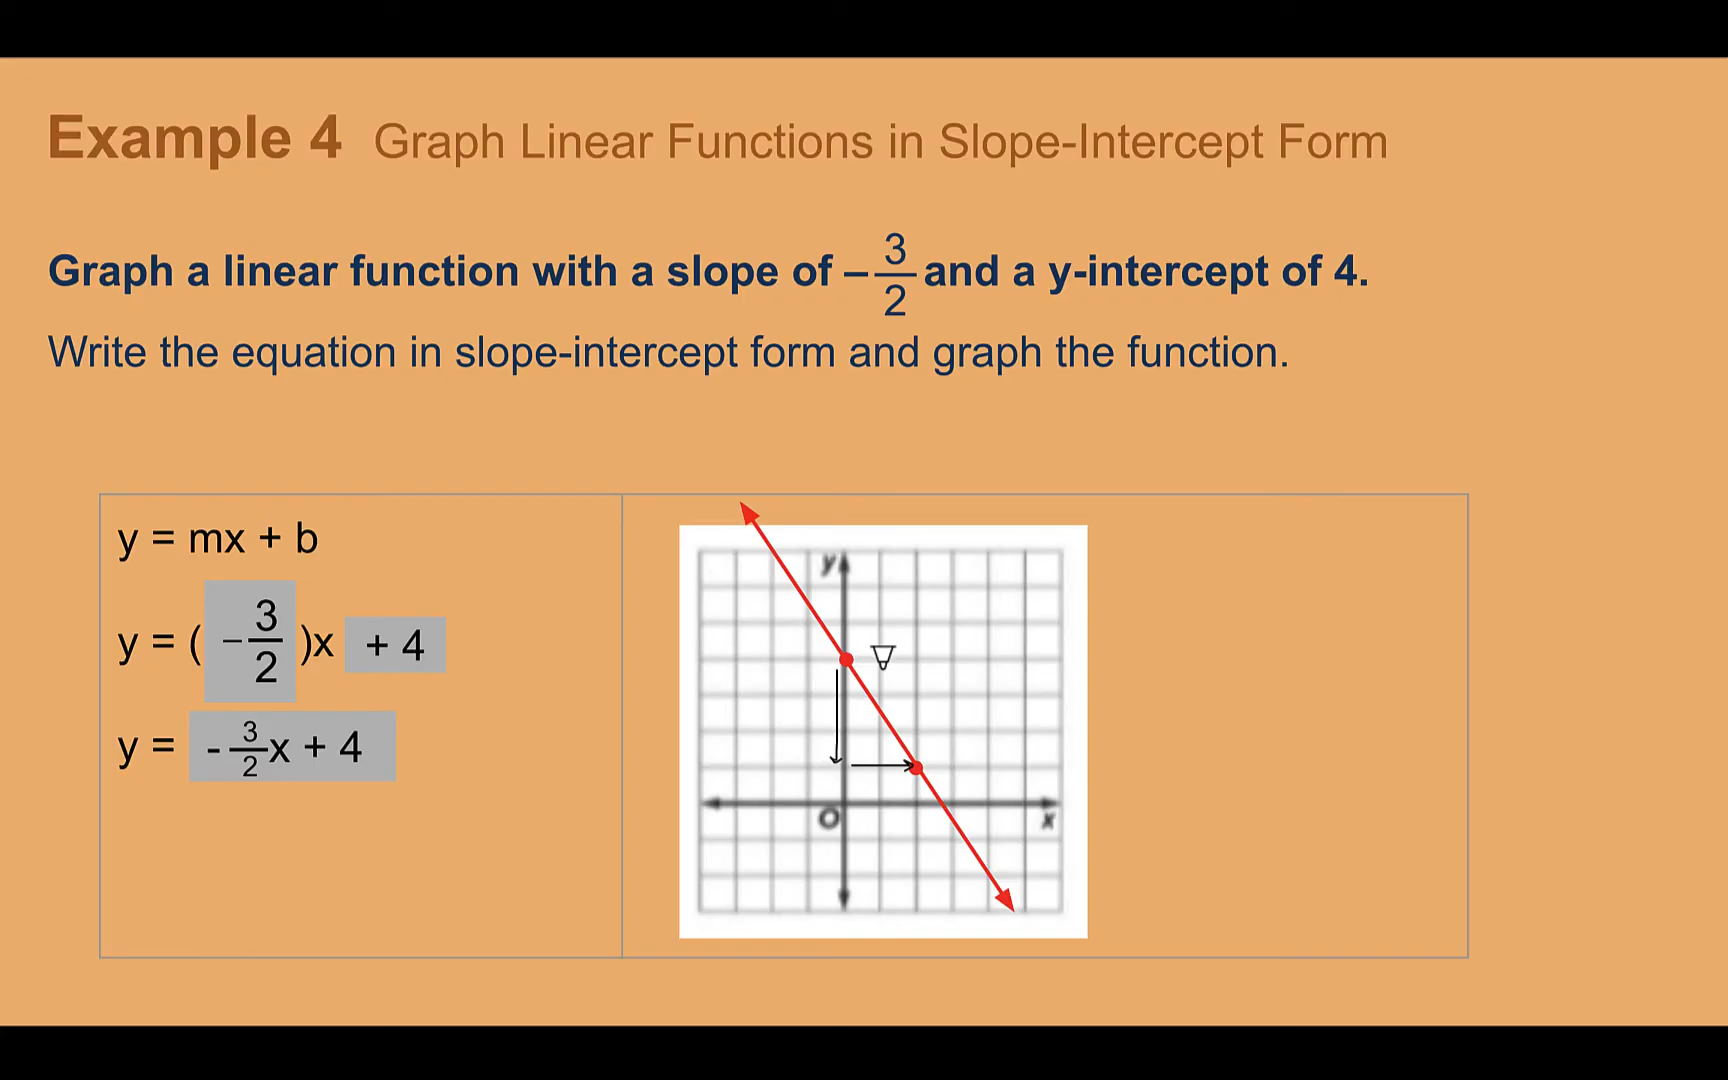 Example 4 Graph Linear Functions in Slope-Intercept Form
Graph a linear function with a slope of –3/2 and a y-intercept of 4.
Write the equation in slope-intercept form and graph the function.
y = mx + b
y = ( –3/2 )x + 4
y = - 3/2x + 4
y
O
x